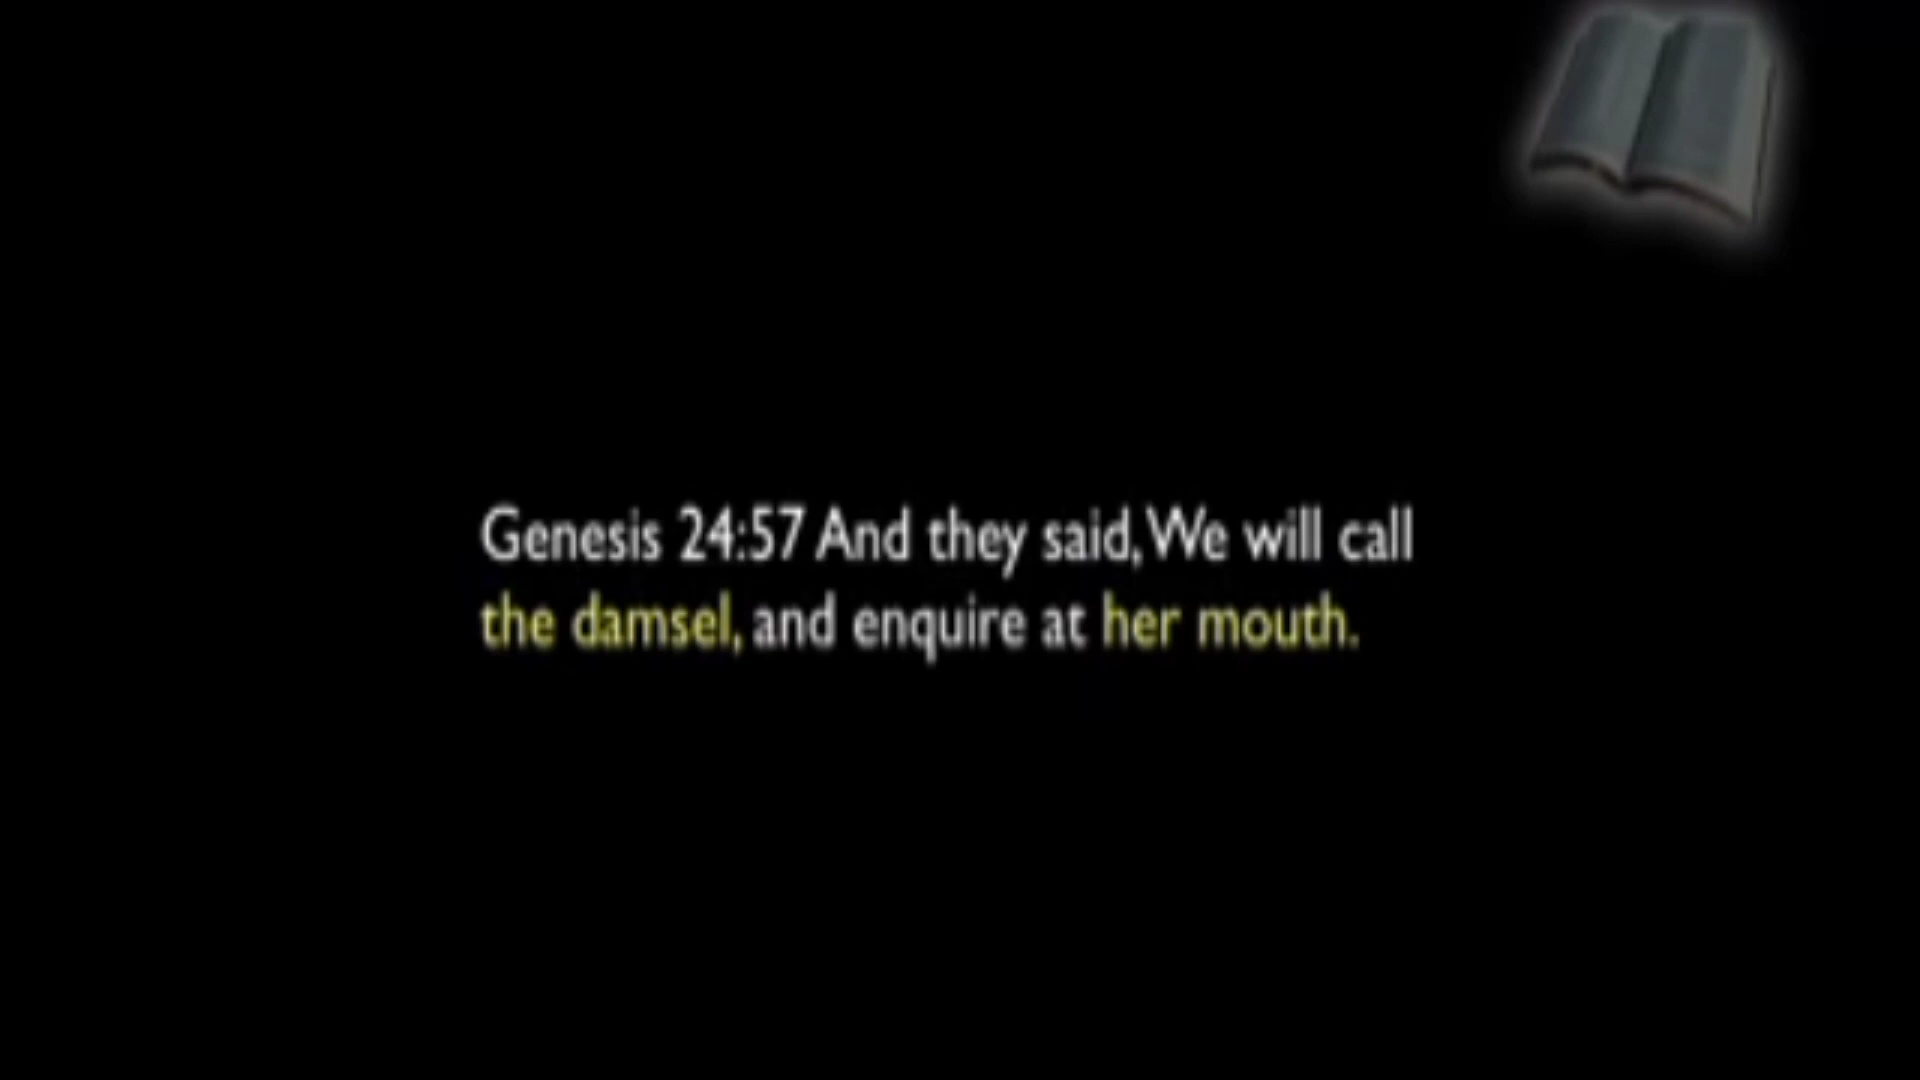 Genesis 24:57 And they said, We will call
the damsel, and enquire at her mouth.